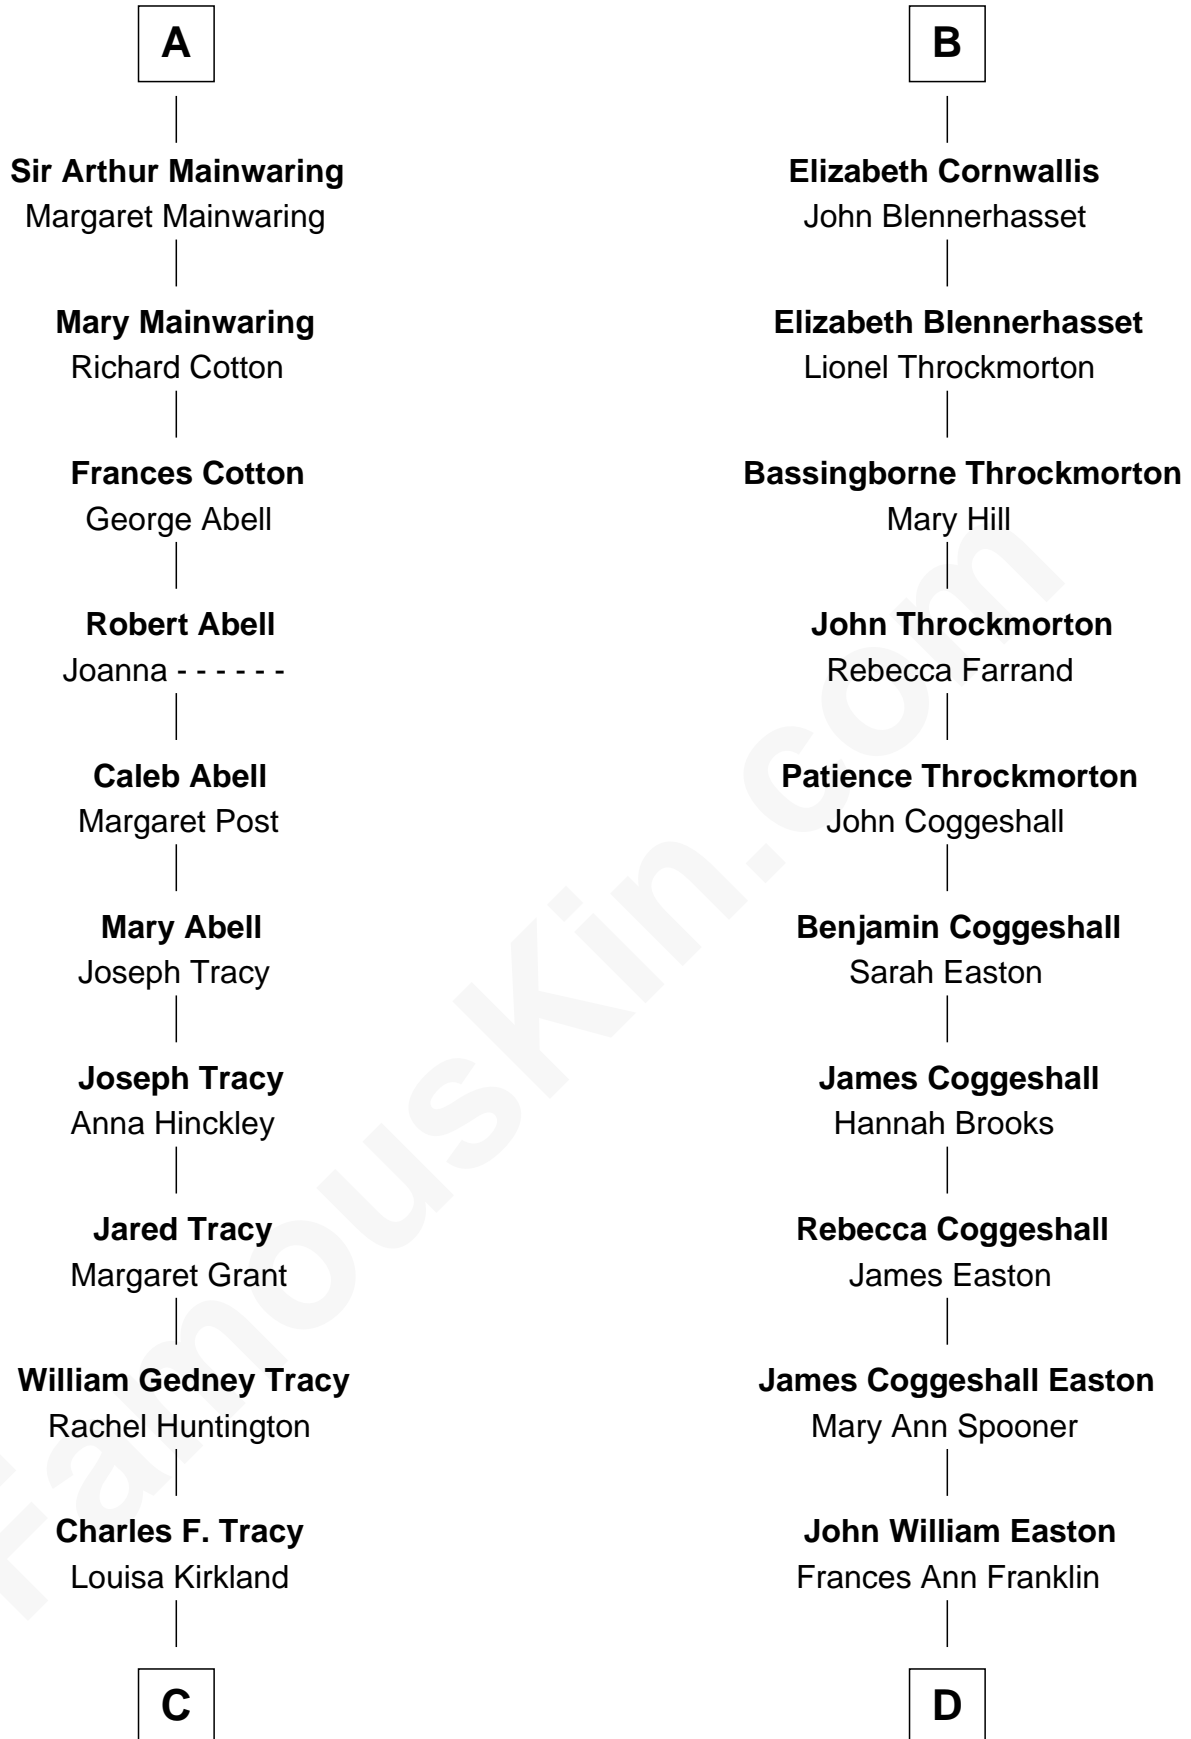 A
Sir Arthur Mainwaring
Margaret Mainwaring
Mary Mainwaring
Richard Cotton
Frances Cotton
George Abell
Robert Abell
Joanna - - - - - -
Caleb Abell
Margaret Post
Mary Abell
Joseph Tracy
Joseph Tracy
Anna Hinckley
Jared Tracy
Margaret Grant
William Gedney Tracy
Rachel Huntington
Charles F. Tracy
Louisa Kirkland
C
B
Elizabeth Cornwallis
John Blennerhasset
Elizabeth Blennerhasset
Lionel Throckmorton
Bassingborne Throckmorton
Mary Hill
John Throckmorton
Rebecca Farrand
Patience Throckmorton
John Coggeshall
Benjamin Coggeshall
Sarah Easton
James Coggeshall
Hannah Brooks
Rebecca Coggeshall
James Easton
James Coggeshall Easton
Mary Ann Spooner
John William Easton
Frances Ann Franklin
D
FamousKin.com